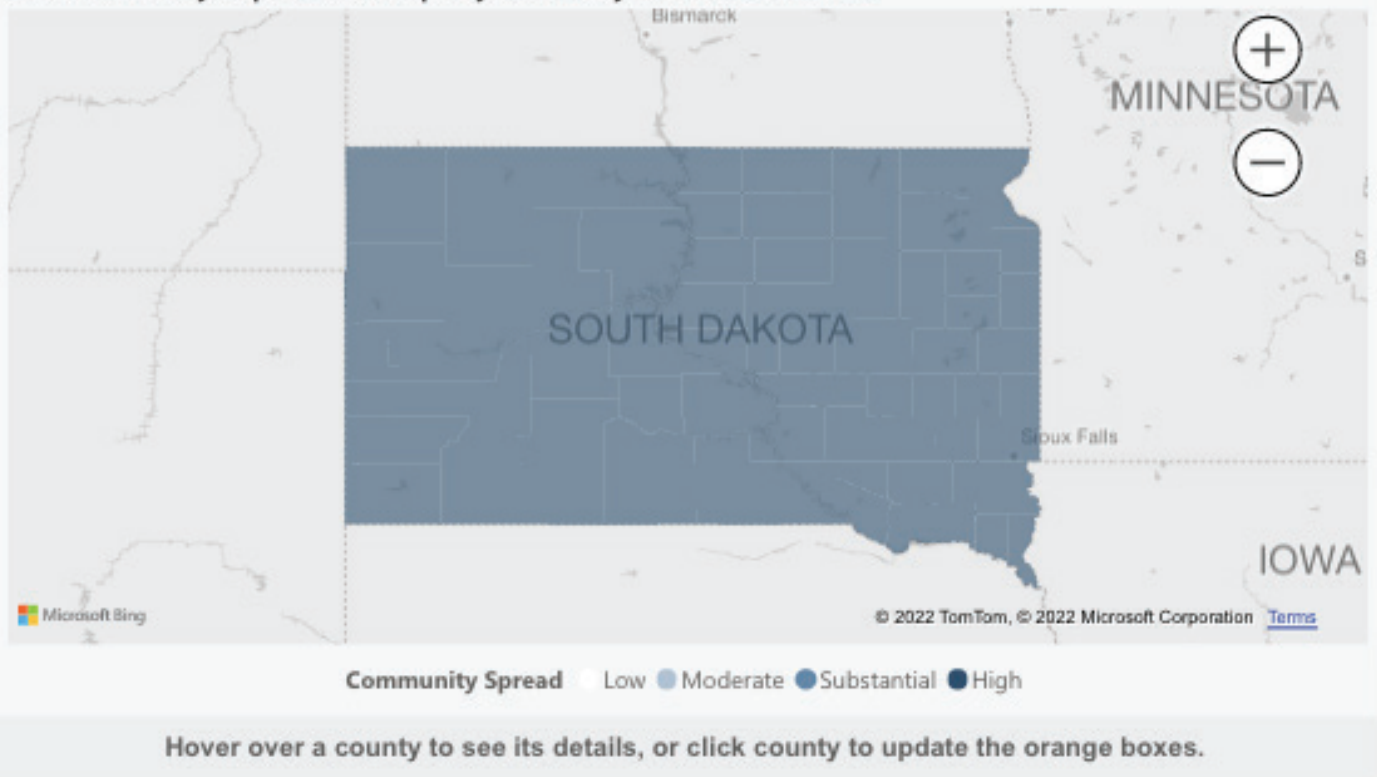 Bismarck
MINNESOTA
SOUTH DAKOTA
Sioux Falls
IOWA
Microsoft Bing
© 2022 TomTom, © 2022 Microsoft Corporation Terms
Community Spread Low Moderate Substantial High
Hover over a county to see its details, or click county to update the orange boxes.